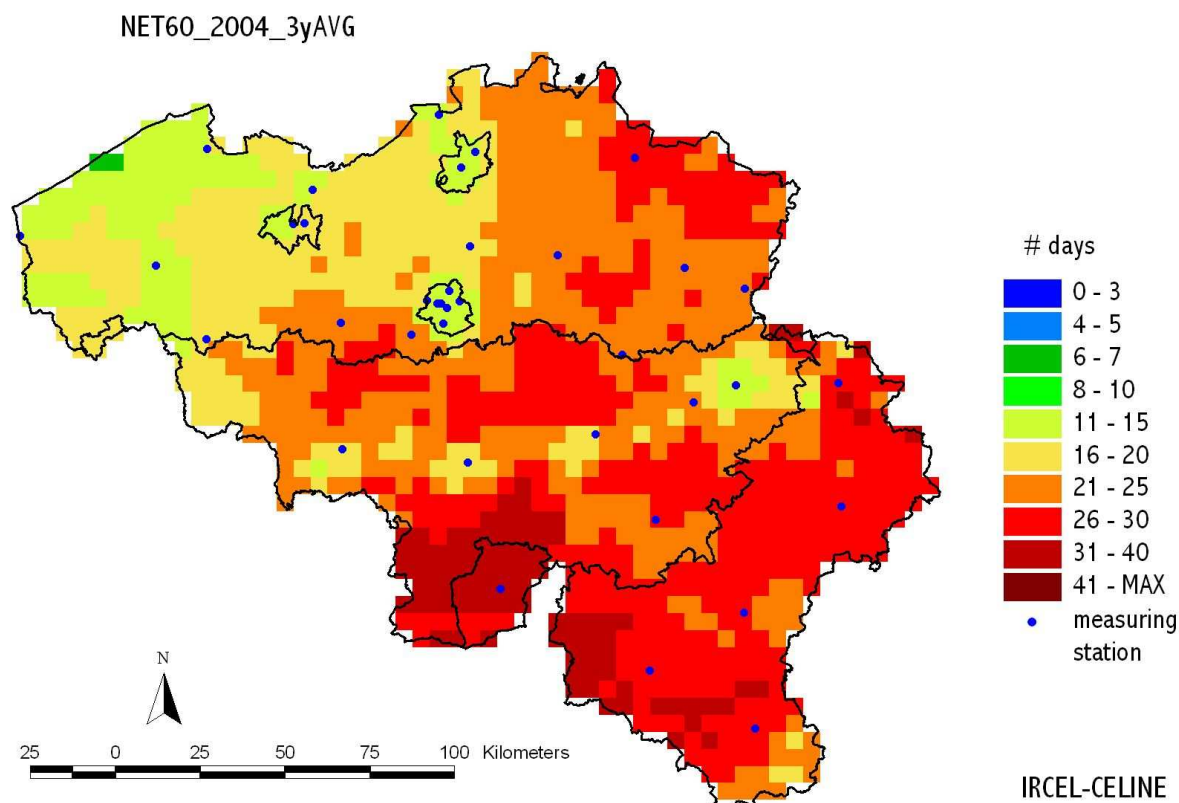 NET60_2004_3yAVG
# days
0 - 3
4 - 5
6 - 7
8 - 10
11 - 15
16 - 20
21 - 25
26 - 30
31 - 40
41 - MAX
measuring
station
N
25 0 25 50 75 100 Kilometers
IRCEL-CELINE